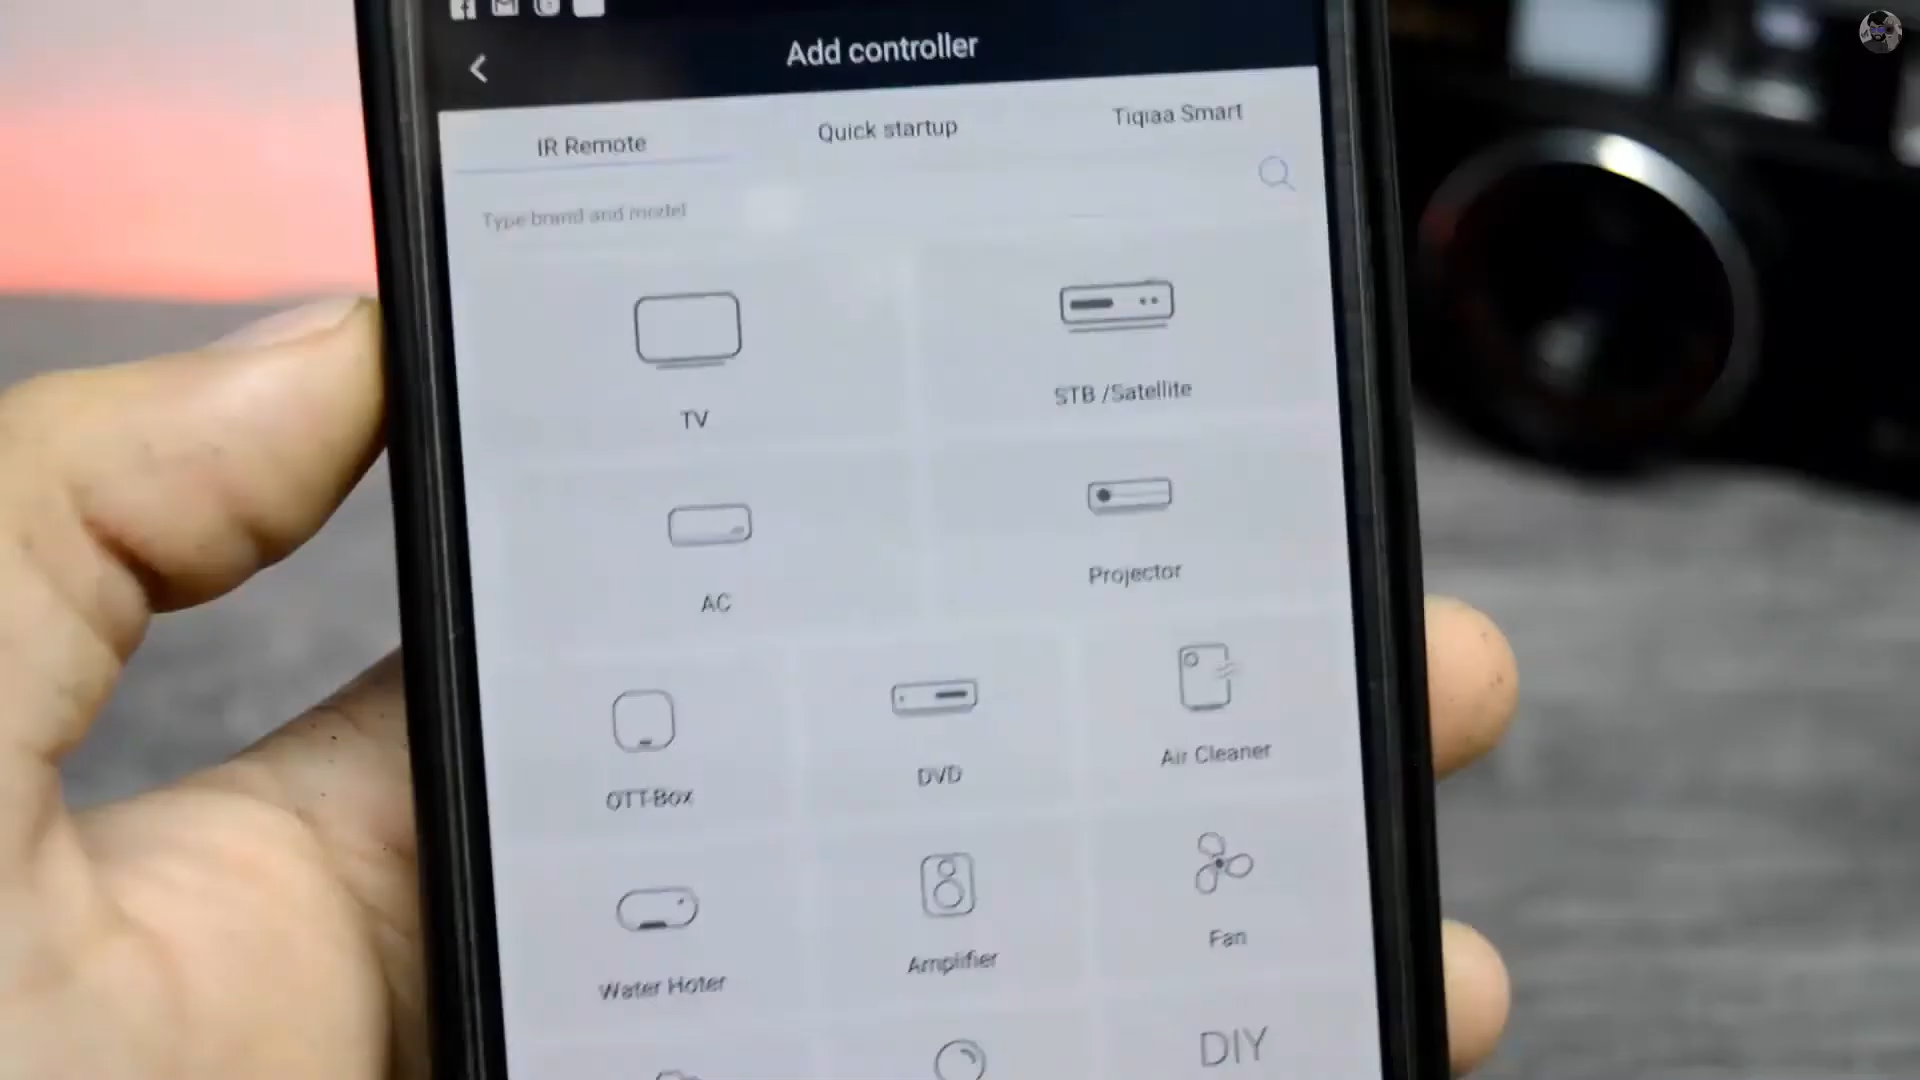 Add controller
IR Remote
Quick startup
Tiqiaa Smart
Type brand and model
TV
STB /Satellite
AC
Projector
OTT-Box
DVD
Air Cleaner
Water Hoter
Amplifier
Fan
DIY